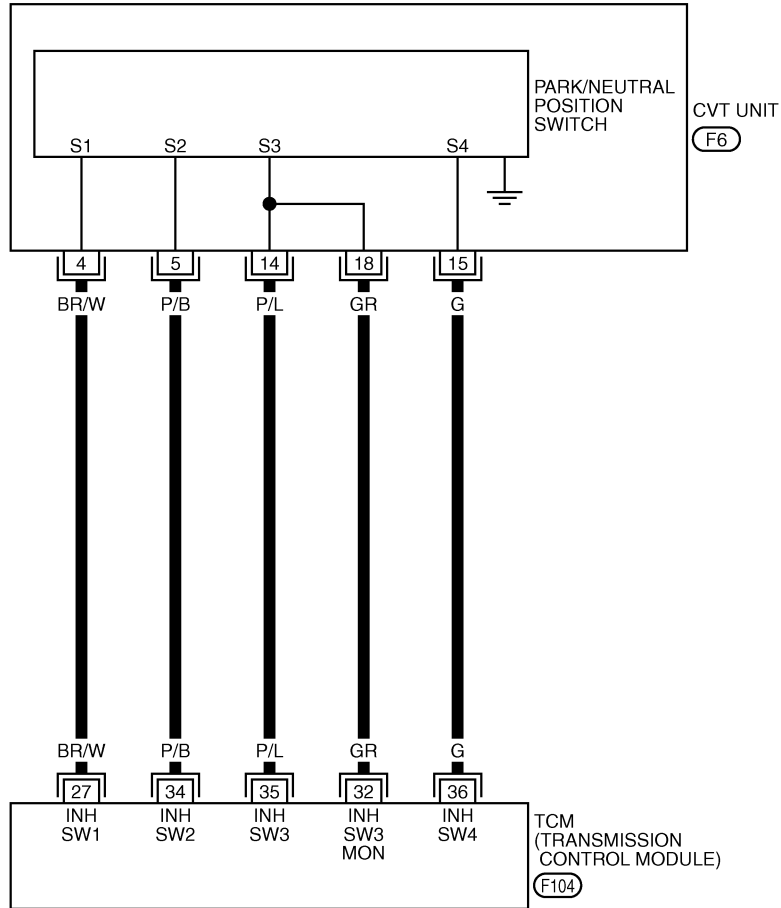 PARK/NEUTRAL
POSITION
SWITCH
CVT UNIT
F6
S1 S2 S3 S4
4 5 14 18 15
BR/W P/B P/L GR G
BR/W P/B P/L GR G
27 34 35 32 36
INH SW1
INH SW2
INH SW3
INH SW3 MON
INH SW4
TCM
(TRANSMISSION
CONTROL MODULE)
F104